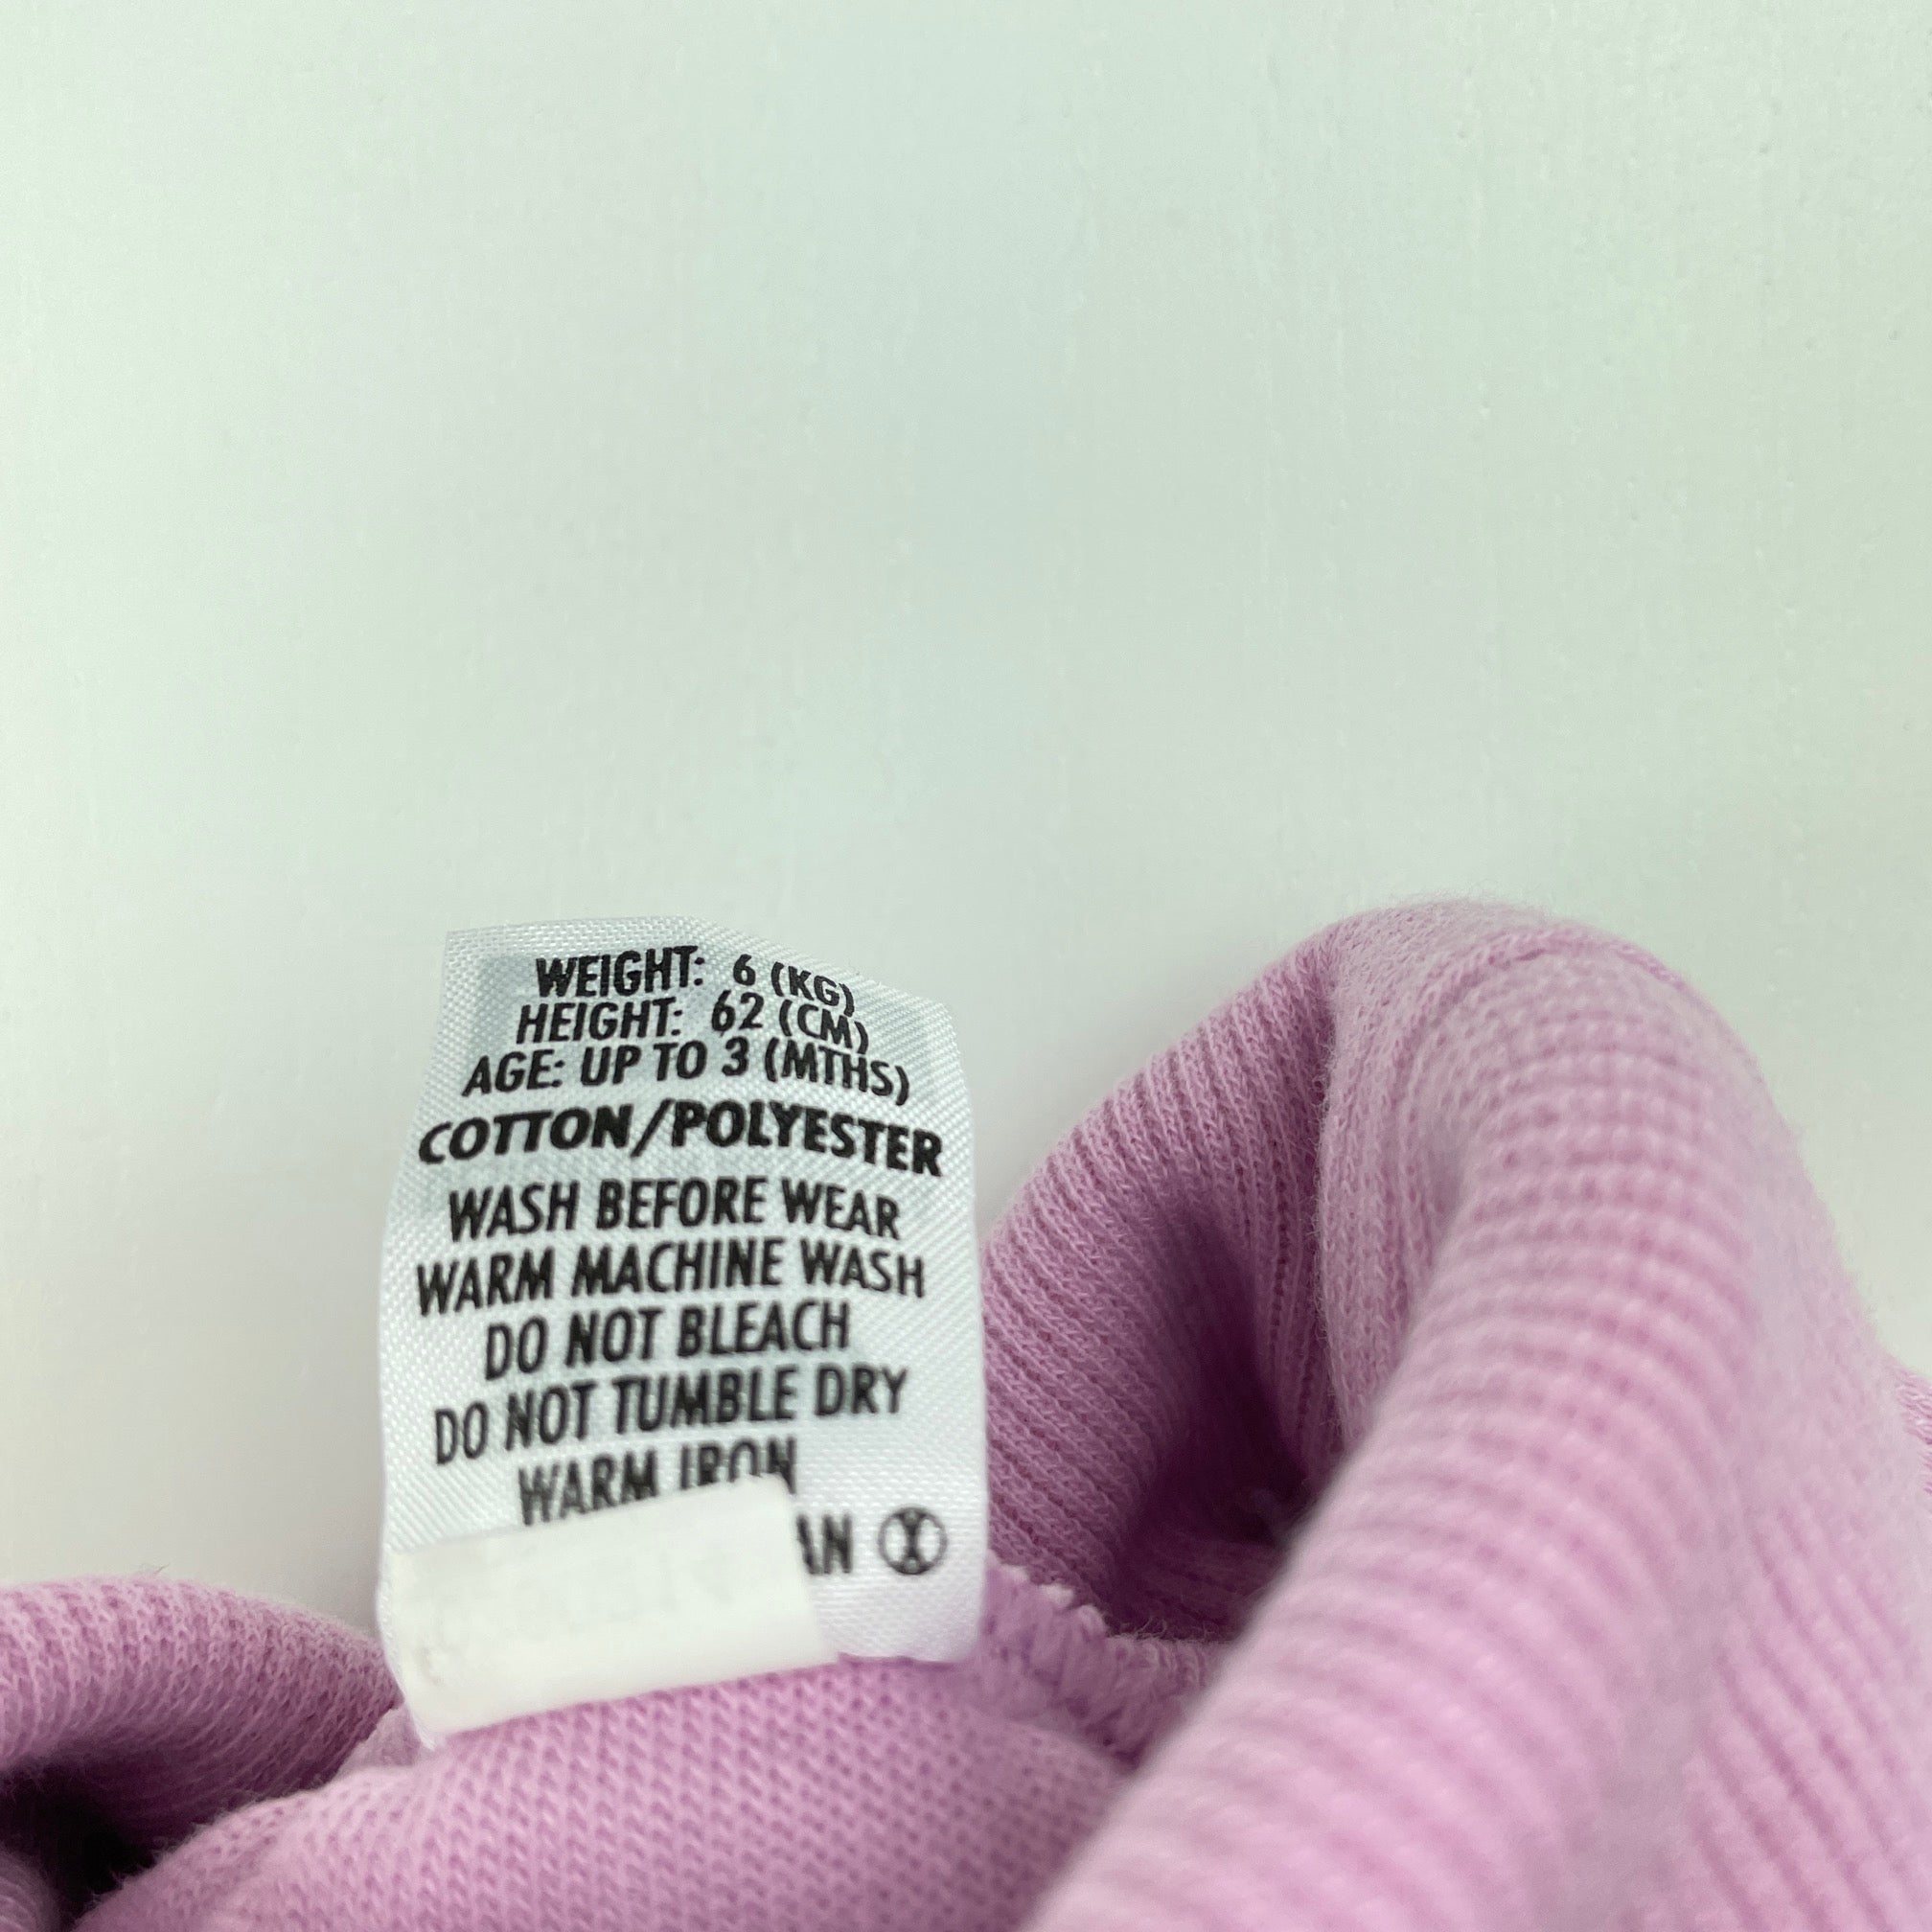 WEIGHT: 6 (KG)
HEIGHT: 62 (CM)
AGE: UP TO 3 (MTHS)
COTTON/POLYESTER
WASH BEFORE WEAR
WARM MACHINE WASH
DO NOT BLEACH
DO NOT TUMBLE DRY
WARM IRON